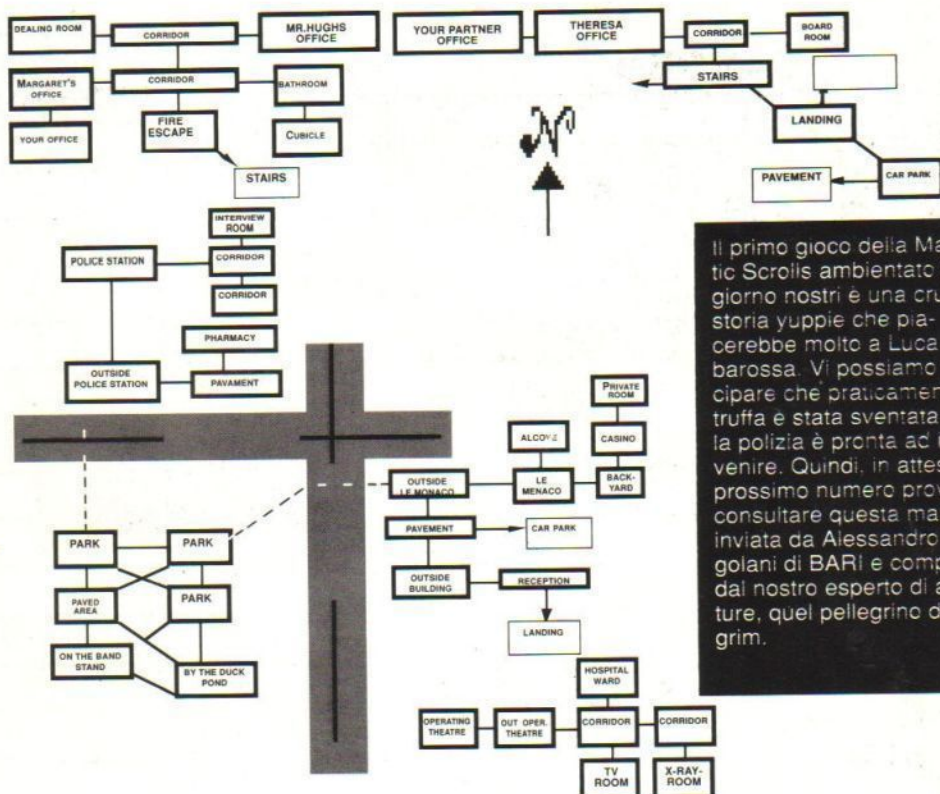 DEALING ROOM
CORRIDOR
MR.HUGHS
OFFICE
YOUR PARTNER
OFFICE
THERESA
OFFICE
CORRIDOR
BOARD
ROOM
MARGARET'S
OFFICE
CORRIDOR
BATHROOM
STAIRS
YOUR OFFICE
FIRE
ESCAPE
CUBICLE
LANDING
STAIRS
N
PAVEMENT
CAR PARK
INTERVIEW
ROOM
POLICE STATION
CORRIDOR
CORRIDOR
PHARMACY
OUTSIDE
POLICE STATION
PAVAMENT
PRIVATE
ROOM
ALCOVE
CASINO
OUTSIDE
LE MONACO
LE
MENACO
BACK-
YARD
PARK
PARK
PAVEMENT
CAR PARK
PAVED
AREA
PARK
OUTSIDE
BUILDING
RECEPTION
ON THE BAND
STAND
BY THE DUCK
POND
LANDING
HOSPITAL
WARD
OPERATING
THEATRE
OUT OPER.
THEATRE
CORRIDOR
CORRIDOR
TV
ROOM
X-RAY-
ROOM
Il primo gioco della Ma
tic Scrolls ambientato
giorno nostri è una cru
storia yuppie che pia-
cerebbe molto a Luca
barossa. Vi possiamo
cipare che praticamen
truffa è stata sventata
la polizia è pronta ad
venire. Quindi, in attes
prossimo numero prov
consultare questa ma
inviata da Alessandro
golani di BARI e comp
dal nostro esperto di a
ture, quel pellegrino d
grim.